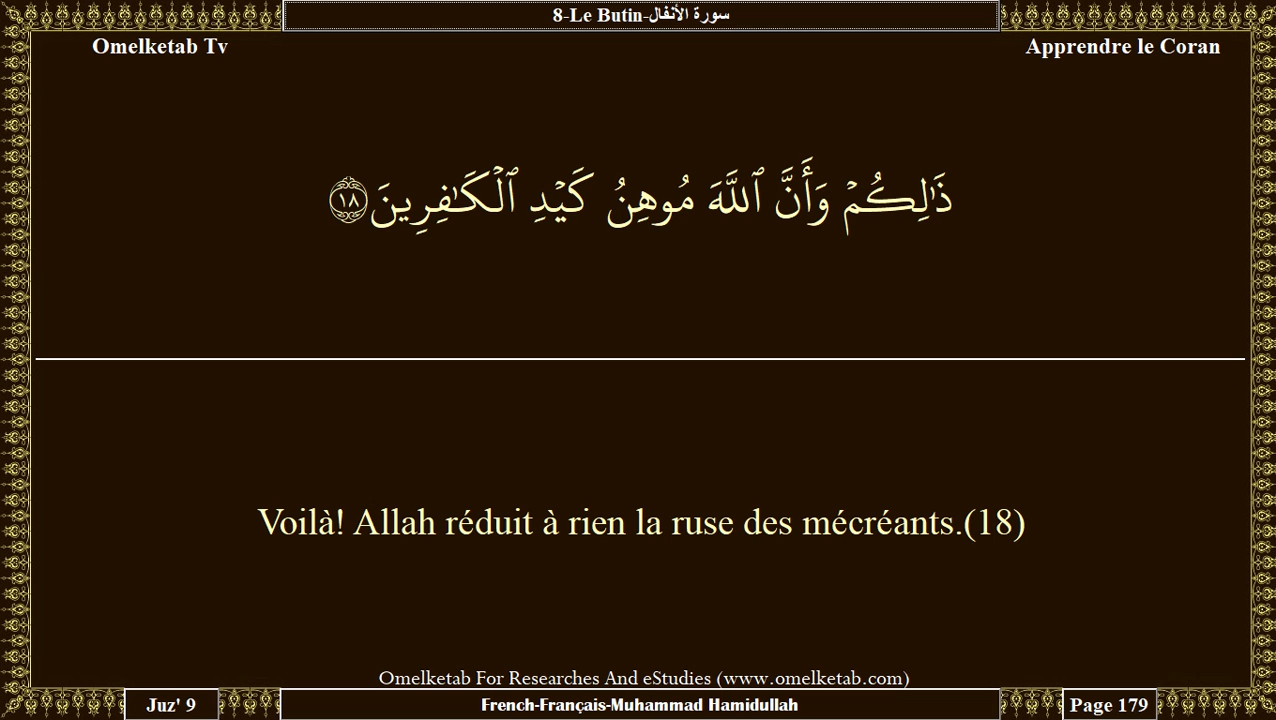 8-Le Butin-سورة الأنفال
Omelketab Tv
Apprendre le Coran
ذَٰلِكُمْ وَأَنَّ ٱللَّهَ مُوهِنُ كَيْدِ ٱلْكَـٰفِرِينَ ١٨
Voilà! Allah réduit à rien la ruse des mécréants.(18)
Omelketab For Researches And eStudies (www.omelketab.com)
Juz' 9
French-Français-Muhammad Hamidullah
Page 179